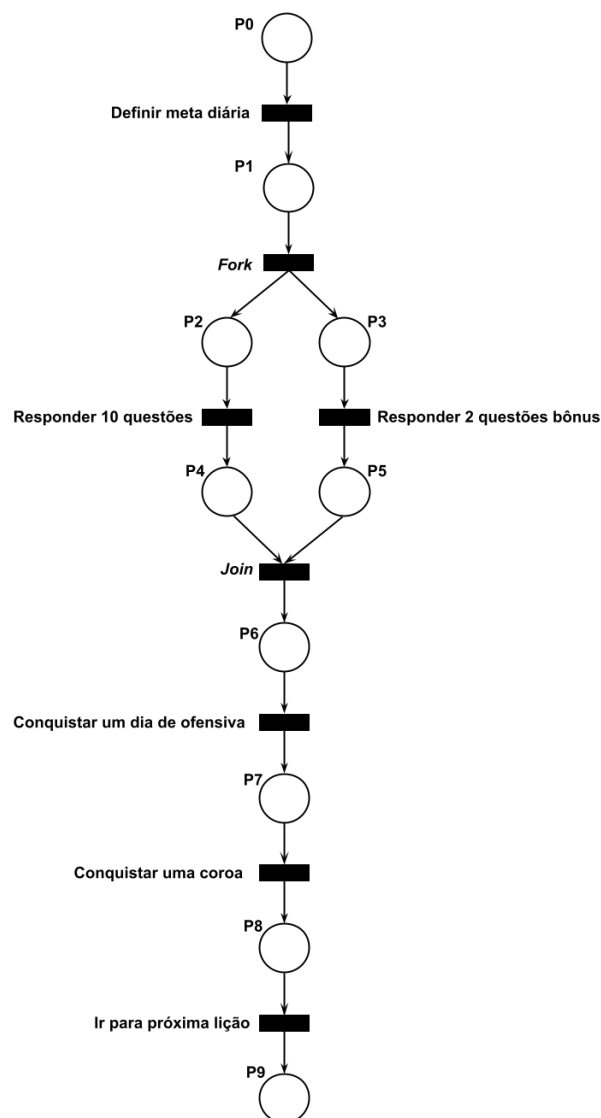 P0
Definir meta diária
P1
Fork
P2
P3
Responder 10 questões
Responder 2 questões bônus
P4
P5
Join
P6
Conquistar um dia de ofensiva
P7
Conquistar uma coroa
P8
Ir para próxima lição
P9